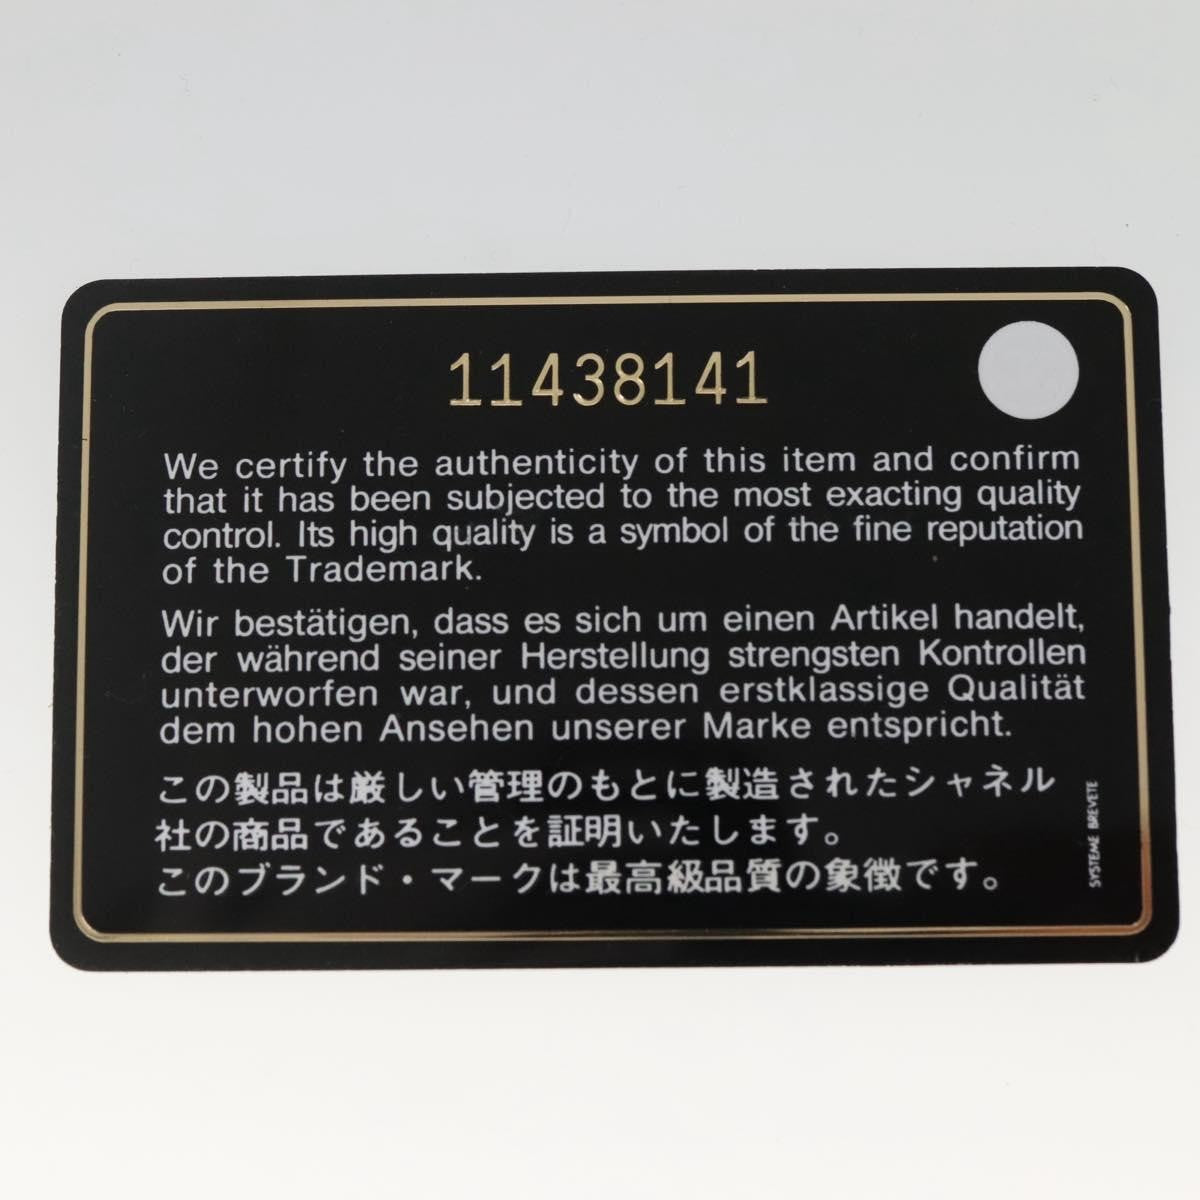 11438141
We certify the authenticity of this item and confirm
that it has been subjected to the most exacting quality
control. Its high quality is a symbol of the fine reputation
of the Trademark.
Wir bestätigen, dass es sich um einen Artikel handelt,
der während seiner Herstellung strengsten Kontrollen
unterworfen war, und dessen erstklassige Qualität
dem hohen Ansehen unserer Marke entspricht.
この製品は厳しい管理のもとに製造されたシャネル
社の商品であることを証明いたします。
このブランド・マークは最高級品質の象徴です。
SYSTEME BREVETE